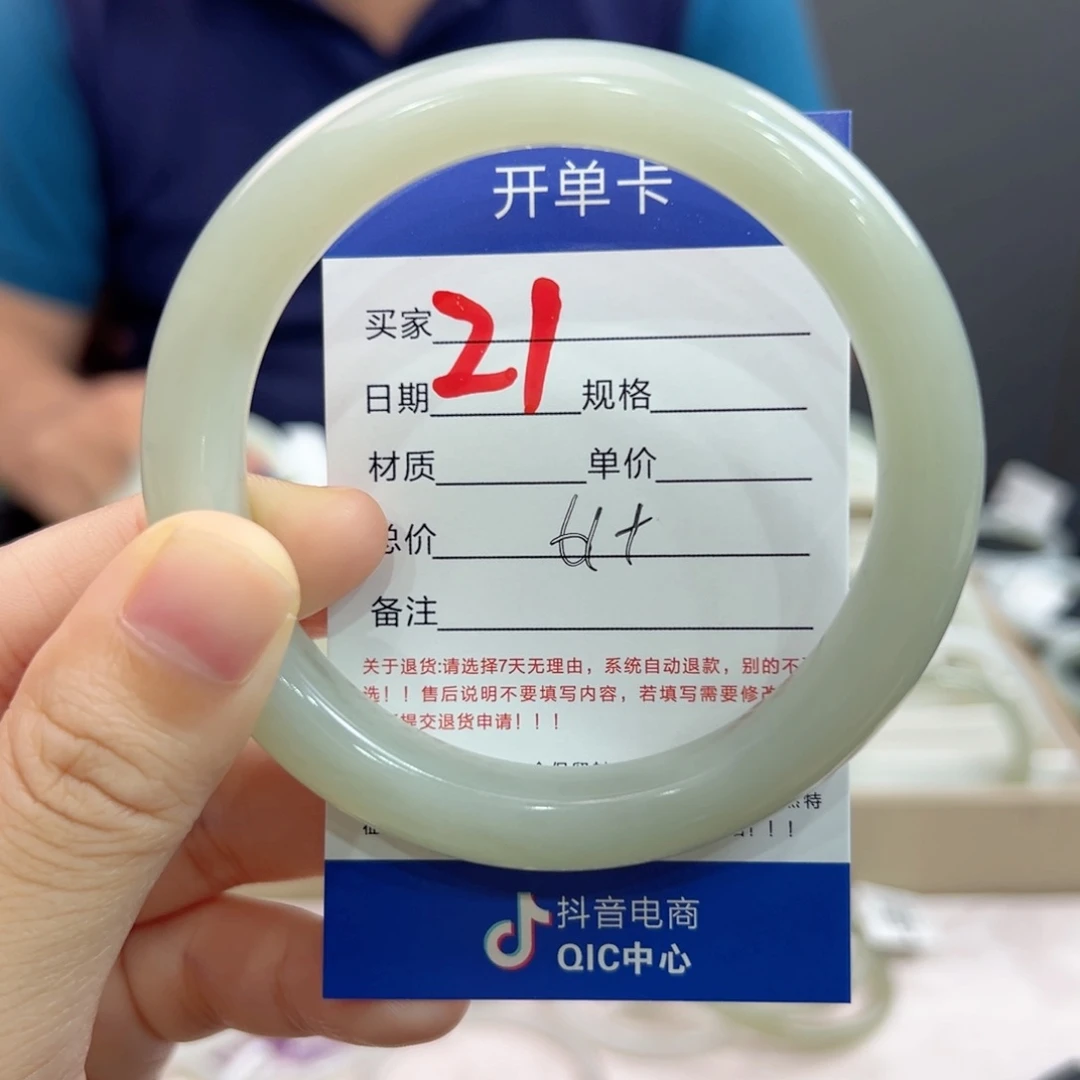 开单卡
买家 21
日期 规格
材质 单价
总价
备注
关于退货:请选择7天无理由，系统自动退款，别的不
选！！售后说明不要填写内容，若填写需要修改
提交退货申请！！！
特
！！！
抖音电商
QIC中心